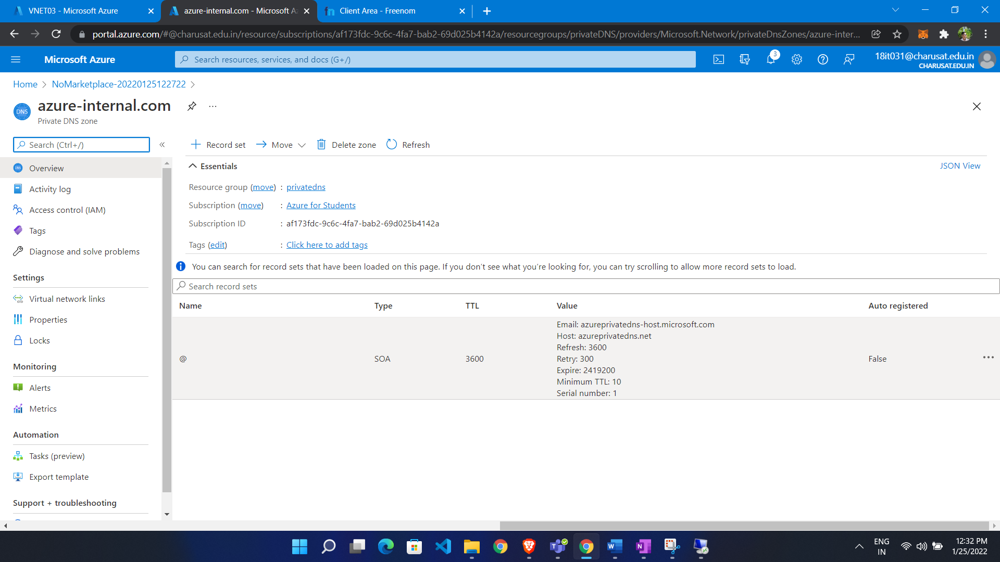 VNET03 - Microsoft Azure
azure-internal.com - Microsoft Az
fn Client Area - Freenom
portal.azure.com/#@charusat.edu.in/resource/subscriptions/af173fdc-9c6c-4fa7-bab2-69d025b4142a/resourcegroups/privateDNS/providers/Microsoft.Network/privateDnsZones/azure-inter...
Microsoft Azure
Search resources, services, and docs (G+/)
3
18it031@charusat.edu.in
CHARUSAT.EDU.IN
Home > NoMarketplace-20220125122722 >
DNS
azure-internal.com ...
Private DNS zone
Search (Ctrl+/) «
Record set
Move
Delete zone
Refresh
Overview
Activity log
Access control (IAM)
Tags
Diagnose and solve problems
Settings
Virtual network links
Properties
Locks
Monitoring
Alerts
Metrics
Automation
Tasks (preview)
Export template
Support + troubleshooting
Essentials
JSON View
Resource group (move) : privatedns
Subscription (move) : Azure for Students
Subscription ID : af173fdc-9c6c-4fa7-bab2-69d025b4142a
Tags (edit) : Click here to add tags
You can search for record sets that have been loaded on this page. If you don't see what you're looking for, you can try scrolling to allow more record sets to load.
Search record sets
Name Type TTL Value Auto registered
@ SOA 3600
Email: azureprivatedns-host.microsoft.com
Host: azureprivatedns.net
Refresh: 3600
Retry: 300
Expire: 2419200
Minimum TTL: 10
Serial number: 1
False ...
ENG
IN
12:32 PM
1/25/2022